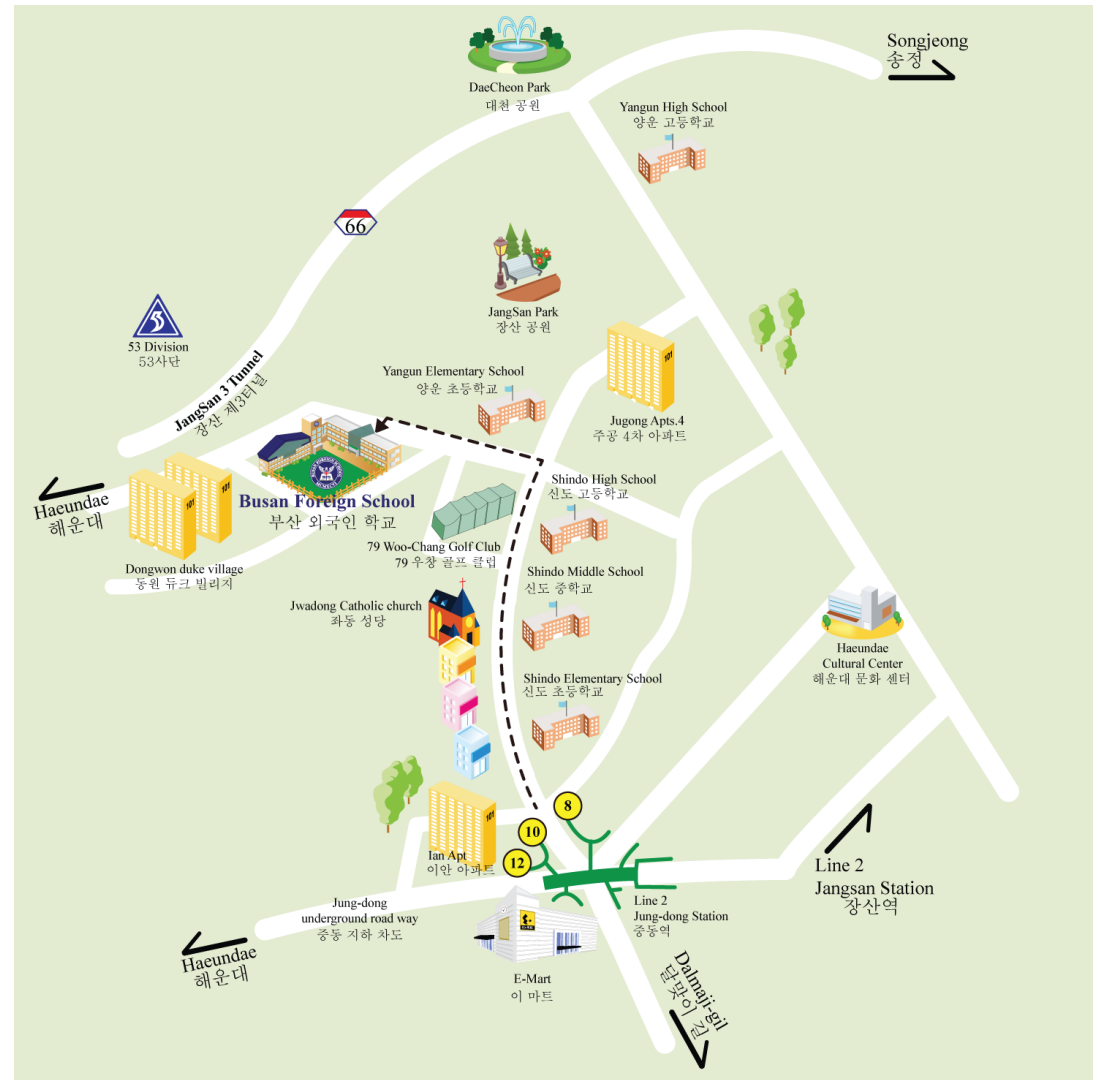 Songjeong
송정
DaeCheon Park
대천 공원
Yangun High School
양운 고등학교
66
JangSan Park
장산 공원
53 Division
53사단
JangSan 3 Tunnel
장산 제3터널
Yangun Elementary School
양운 초등학교
101
Jugong Apts.4
주공 4차 아파트
Busan Foreign School
부산 외국인 학교
Haeundae
해운대
101
101
Dongwon duke village
동원 듀크 빌리지
79 Woo-Chang Golf Club
79 우창 골프 클럽
Shindo High School
신도 고등학교
Shindo Middle School
신도 중학교
Jwadong Catholic church
좌동 성당
Shindo Elementary School
신도 초등학교
Haeundae
Cultural Center
해운대 문화 센터
8
10
12
101
Ian Apt
이안 아파트
Line 2
Jangsan Station
장산역
Jung-dong
underground road way
중동 지하 차도
Line 2
Jung-dong Station
중동역
Haeundae
해운대
E-Mart
이 마트
Dalmaji-gil
달맞이 길